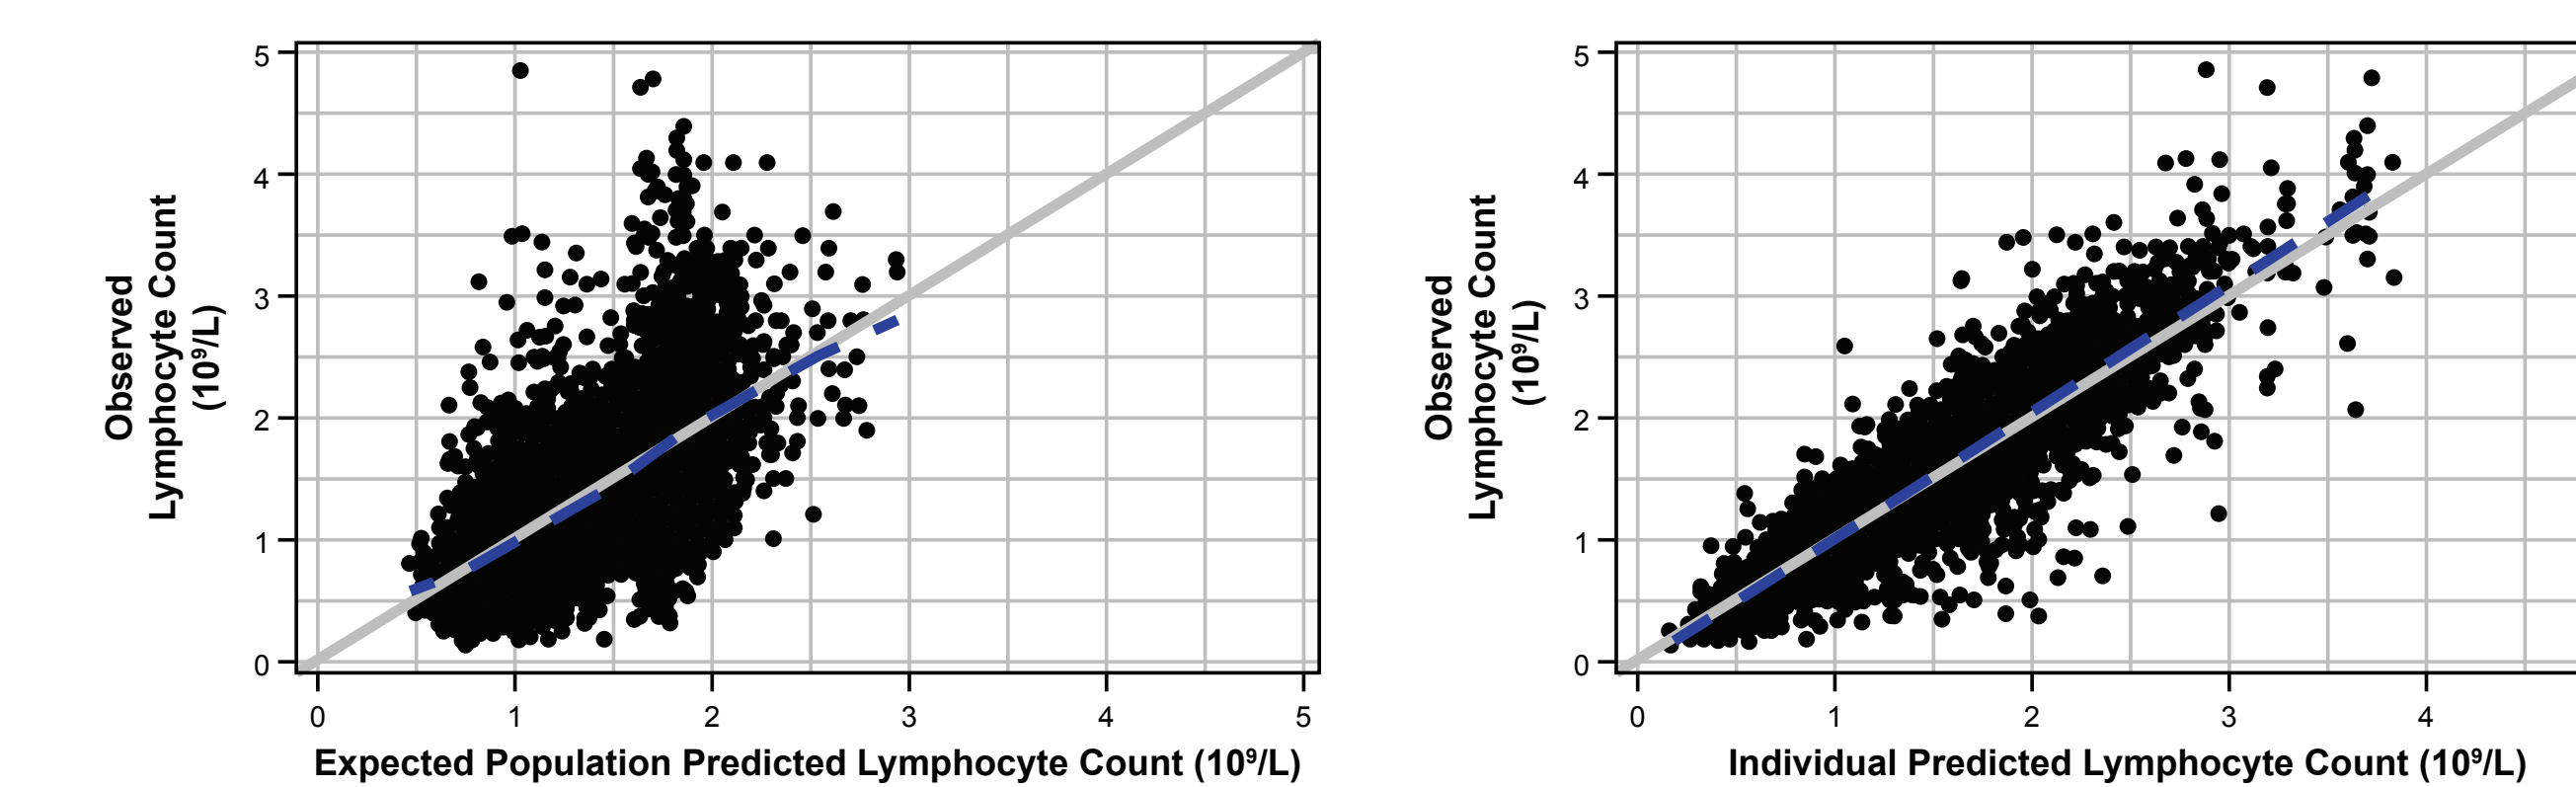 Observed
Lymphocyte Count
(10⁹/L)
5
4
3
2
1
0
0 1 2 3 4 5
Expected Population Predicted Lymphocyte Count (10⁹/L)
Observed
Lymphocyte Count
(10⁹/L)
5
4
3
2
1
0
0 1 2 3 4
Individual Predicted Lymphocyte Count (10⁹/L)